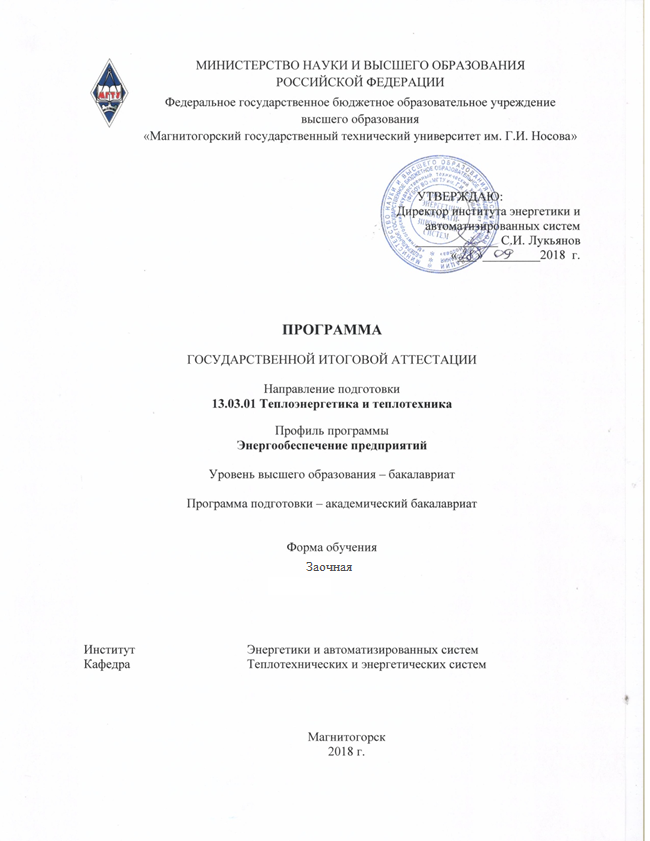 МИНИСТЕРСТВО НАУКИ И ВЫСШЕГО ОБРАЗОВАНИЯ
РОССИЙСКОЙ ФЕДЕРАЦИИ
Федеральное государственное бюджетное образовательное учреждение
высшего образования
«Магнитогорский государственный технический университет им. Г.И. Носова»
МГТУ
УТВЕРЖДАЮ:
Директор института энергетики и
автоматизированных систем
С.И. Лукьянов
« » 09 2018 г.
ПРОГРАММА
ГОСУДАРСТВЕННОЙ ИТОГОВОЙ АТТЕСТАЦИИ
Направление подготовки
13.03.01 Теплоэнергетика и теплотехника
Профиль программы
Энергообеспечение предприятий
Уровень высшего образования – бакалавриат
Программа подготовки – академический бакалавриат
Форма обучения
Заочная
Институт Энергетики и автоматизированных систем
Кафедра Теплотехнических и энергетических систем
Магнитогорск
2018 г.